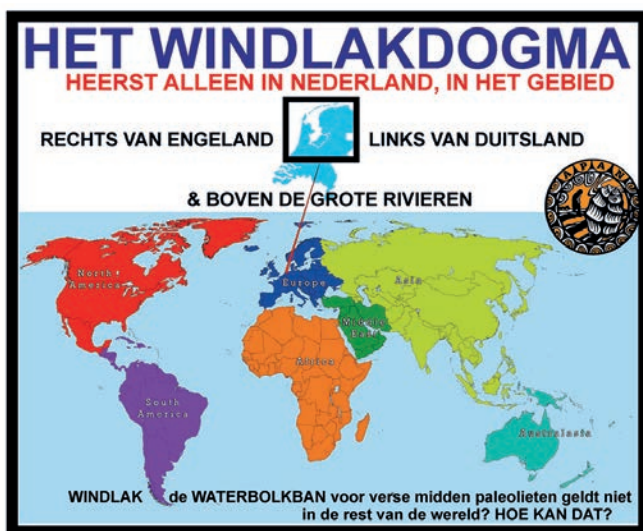 HET WINDLAKDOGMA
HEERST ALLEEN IN NEDERLAND, IN HET GEBIED
RECHTS VAN ENGELAND LINKS VAN DUITSLAND
& BOVEN DE GROTE RIVIEREN
APAN
North
America
Europe
Asia
Middle
East
Africa
South
America
Australasia
WINDLAK de WATERBOLKBAN voor verse midden paleolieten geldt niet
in de rest van de wereld? HOE KAN DAT?